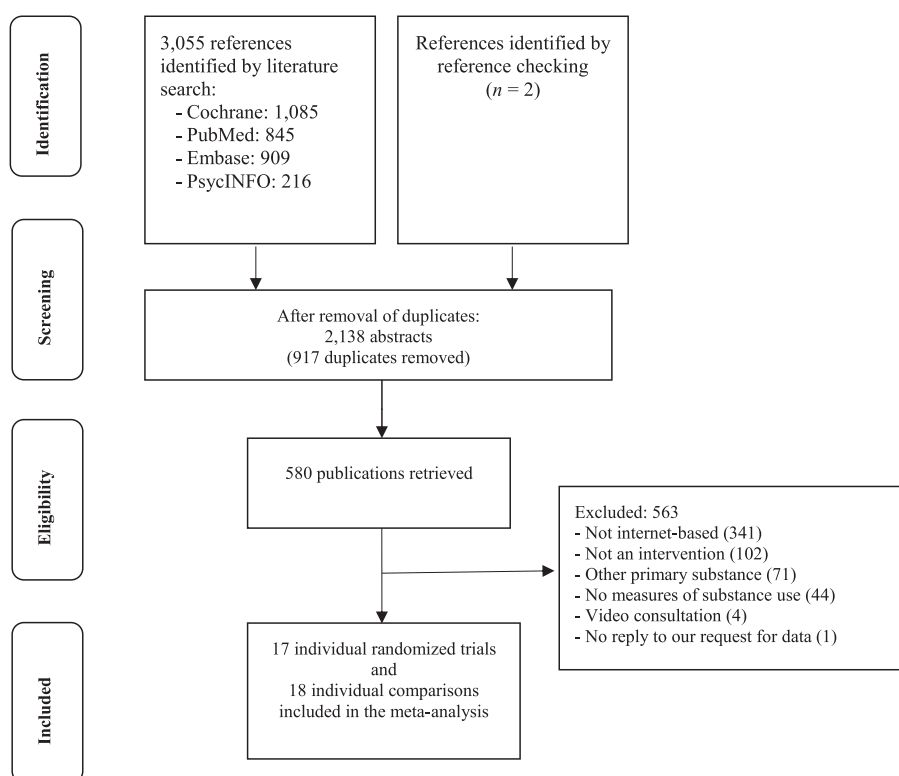 Identification
3,055 references
identified by literature
search:
- Cochrane: 1,085
- PubMed: 845
- Embase: 909
- PsycINFO: 216
References identified by
reference checking
(n = 2)
Screening
After removal of duplicates:
2,138 abstracts
(917 duplicates removed)
Eligibility
580 publications retrieved
Excluded: 563
- Not internet-based (341)
- Not an intervention (102)
- Other primary substance (71)
- No measures of substance use (44)
- Video consultation (4)
- No reply to our request for data (1)
Included
17 individual randomized trials
and
18 individual comparisons
included in the meta-analysis